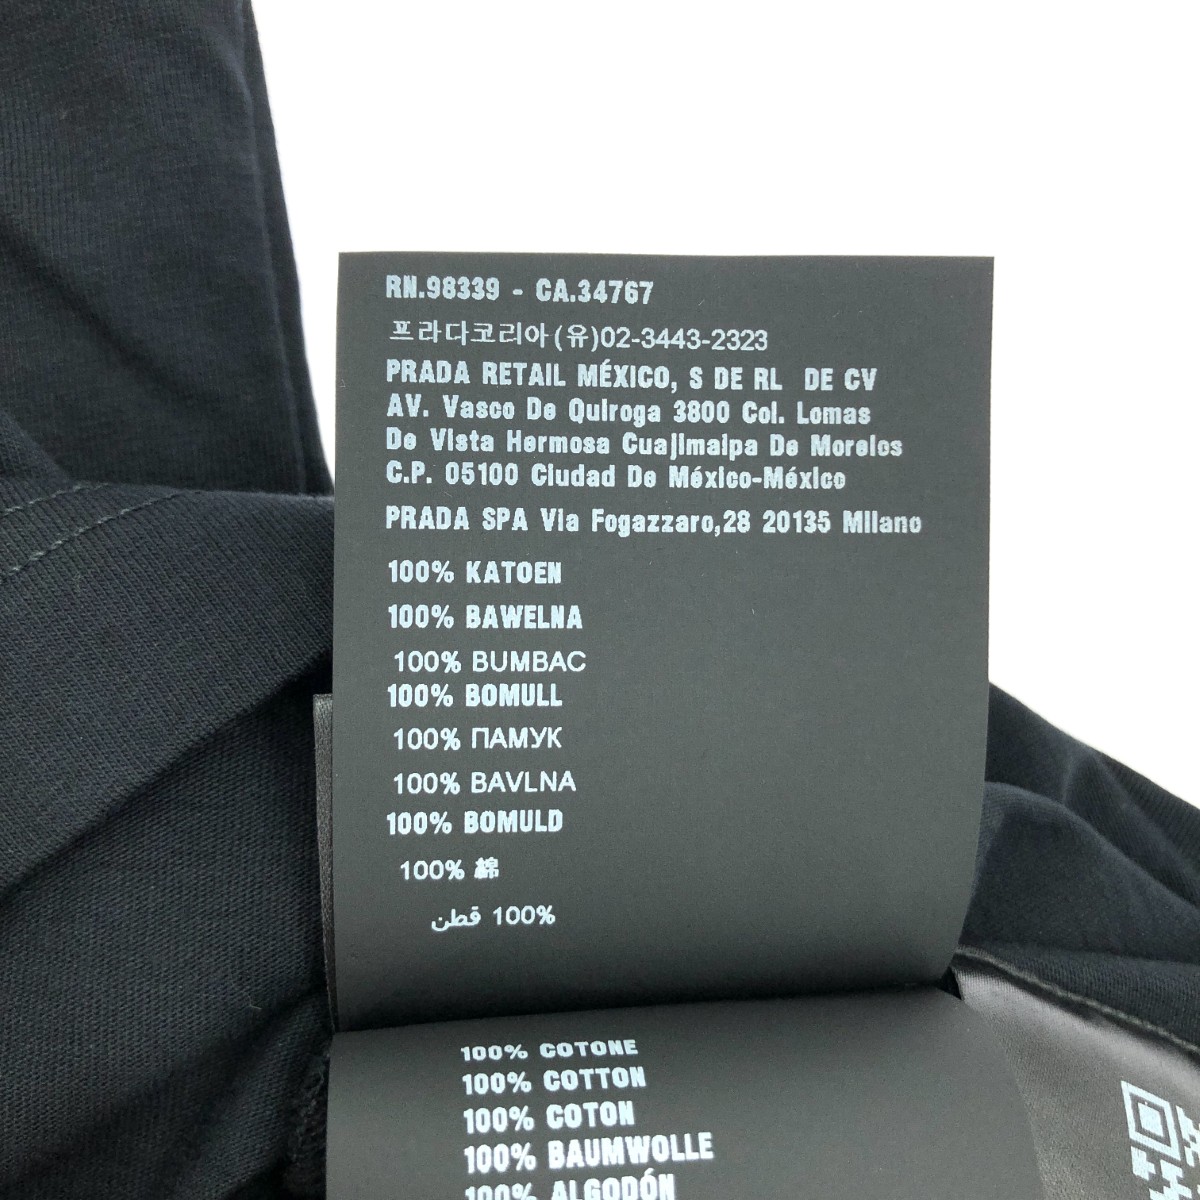 RN.98339 - CA.34767
프라다코리아(유)02-3443-2323
PRADA RETAIL MÉXICO, S DE RL DE CV
AV. Vasco De Quiroga 3800 Col. Lomas
De Vista Hermosa Cuajimalpa De Morelos
C.P. 05100 Ciudad De México-México
PRADA SPA Via Fogazzaro,28 20135 Milano
100% KATOEN
100% BAWELNA
100% BUMBAC
100% BOMULL
100% ПАМУК
100% BAVLNA
100% BOMULD
100% 綿
100% قطن
100% COTONE
100% COTTON
100% COTON
100% BAUMWOLLE
100% ALGODÓN